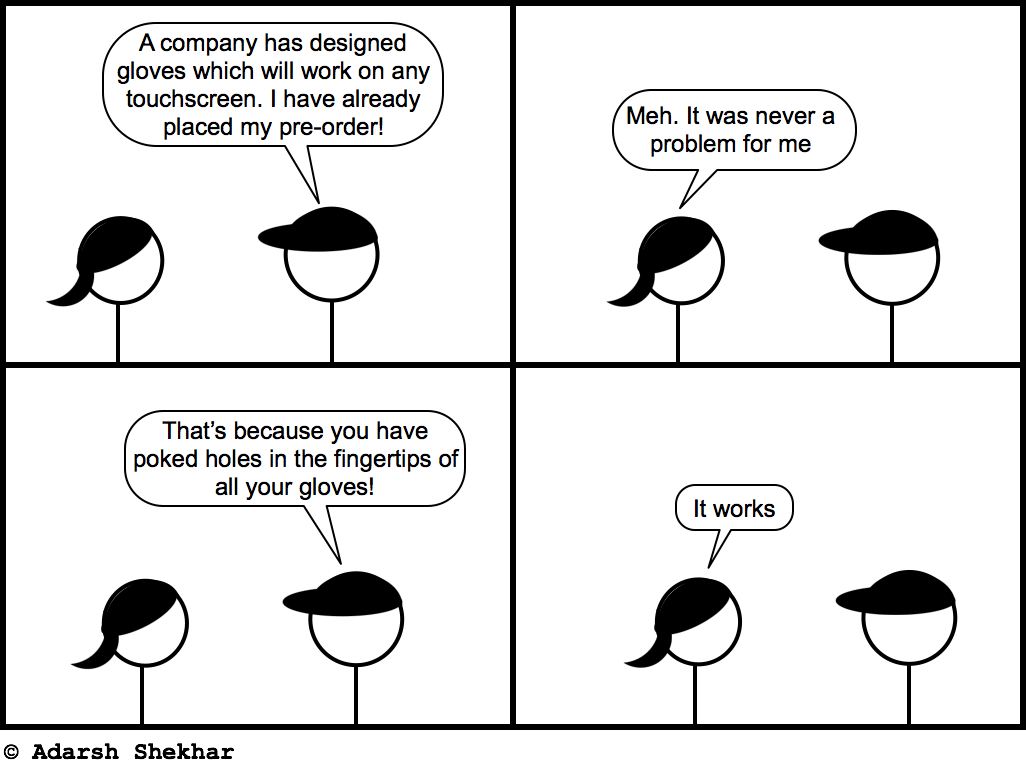 A company has designed
gloves which will work on any
touchscreen. I have already
placed my pre-order!
Meh. It was never a
problem for me
That's because you have
poked holes in the fingertips of
all your gloves!
It works
© Adarsh Shekhar